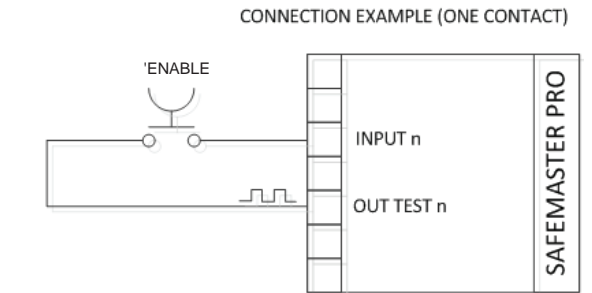 CONNECTION EXAMPLE (ONE CONTACT)
'ENABLE
INPUT n
OUT TEST n
SAFEMASTER PRO